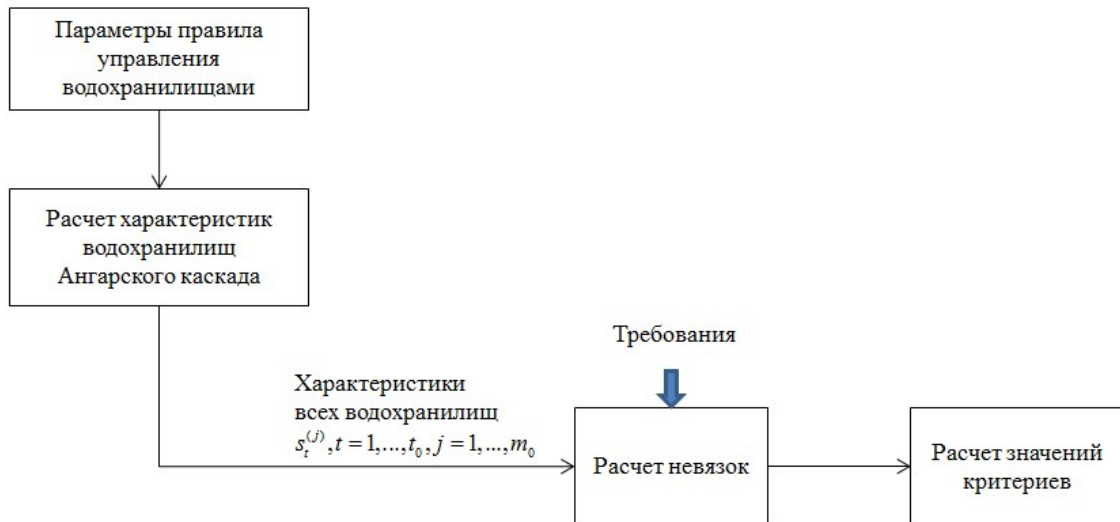 Параметры правила
управления
водохранилищами
Расчет характеристик
водохранилищ
Ангарского каскада
Требования
Характеристики
всех водохранилищ
$s_t^{(j)}, t = 1,...,t_0, j = 1,...,m_0$
Расчет невязок
Расчет значений
критериев